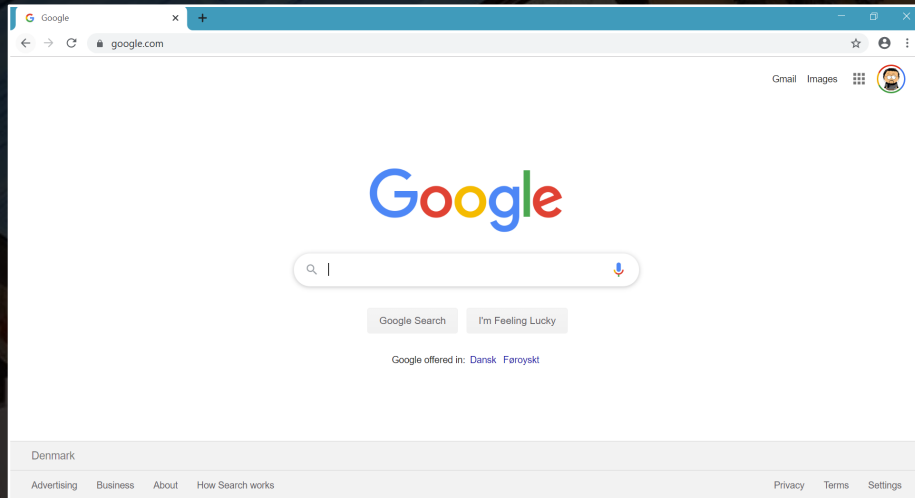 Google
google.com
Gmail Images
Google
Google Search I'm Feeling Lucky
Google offered in: Dansk Føroyskt
Denmark
Advertising Business About How Search works Privacy Terms Settings